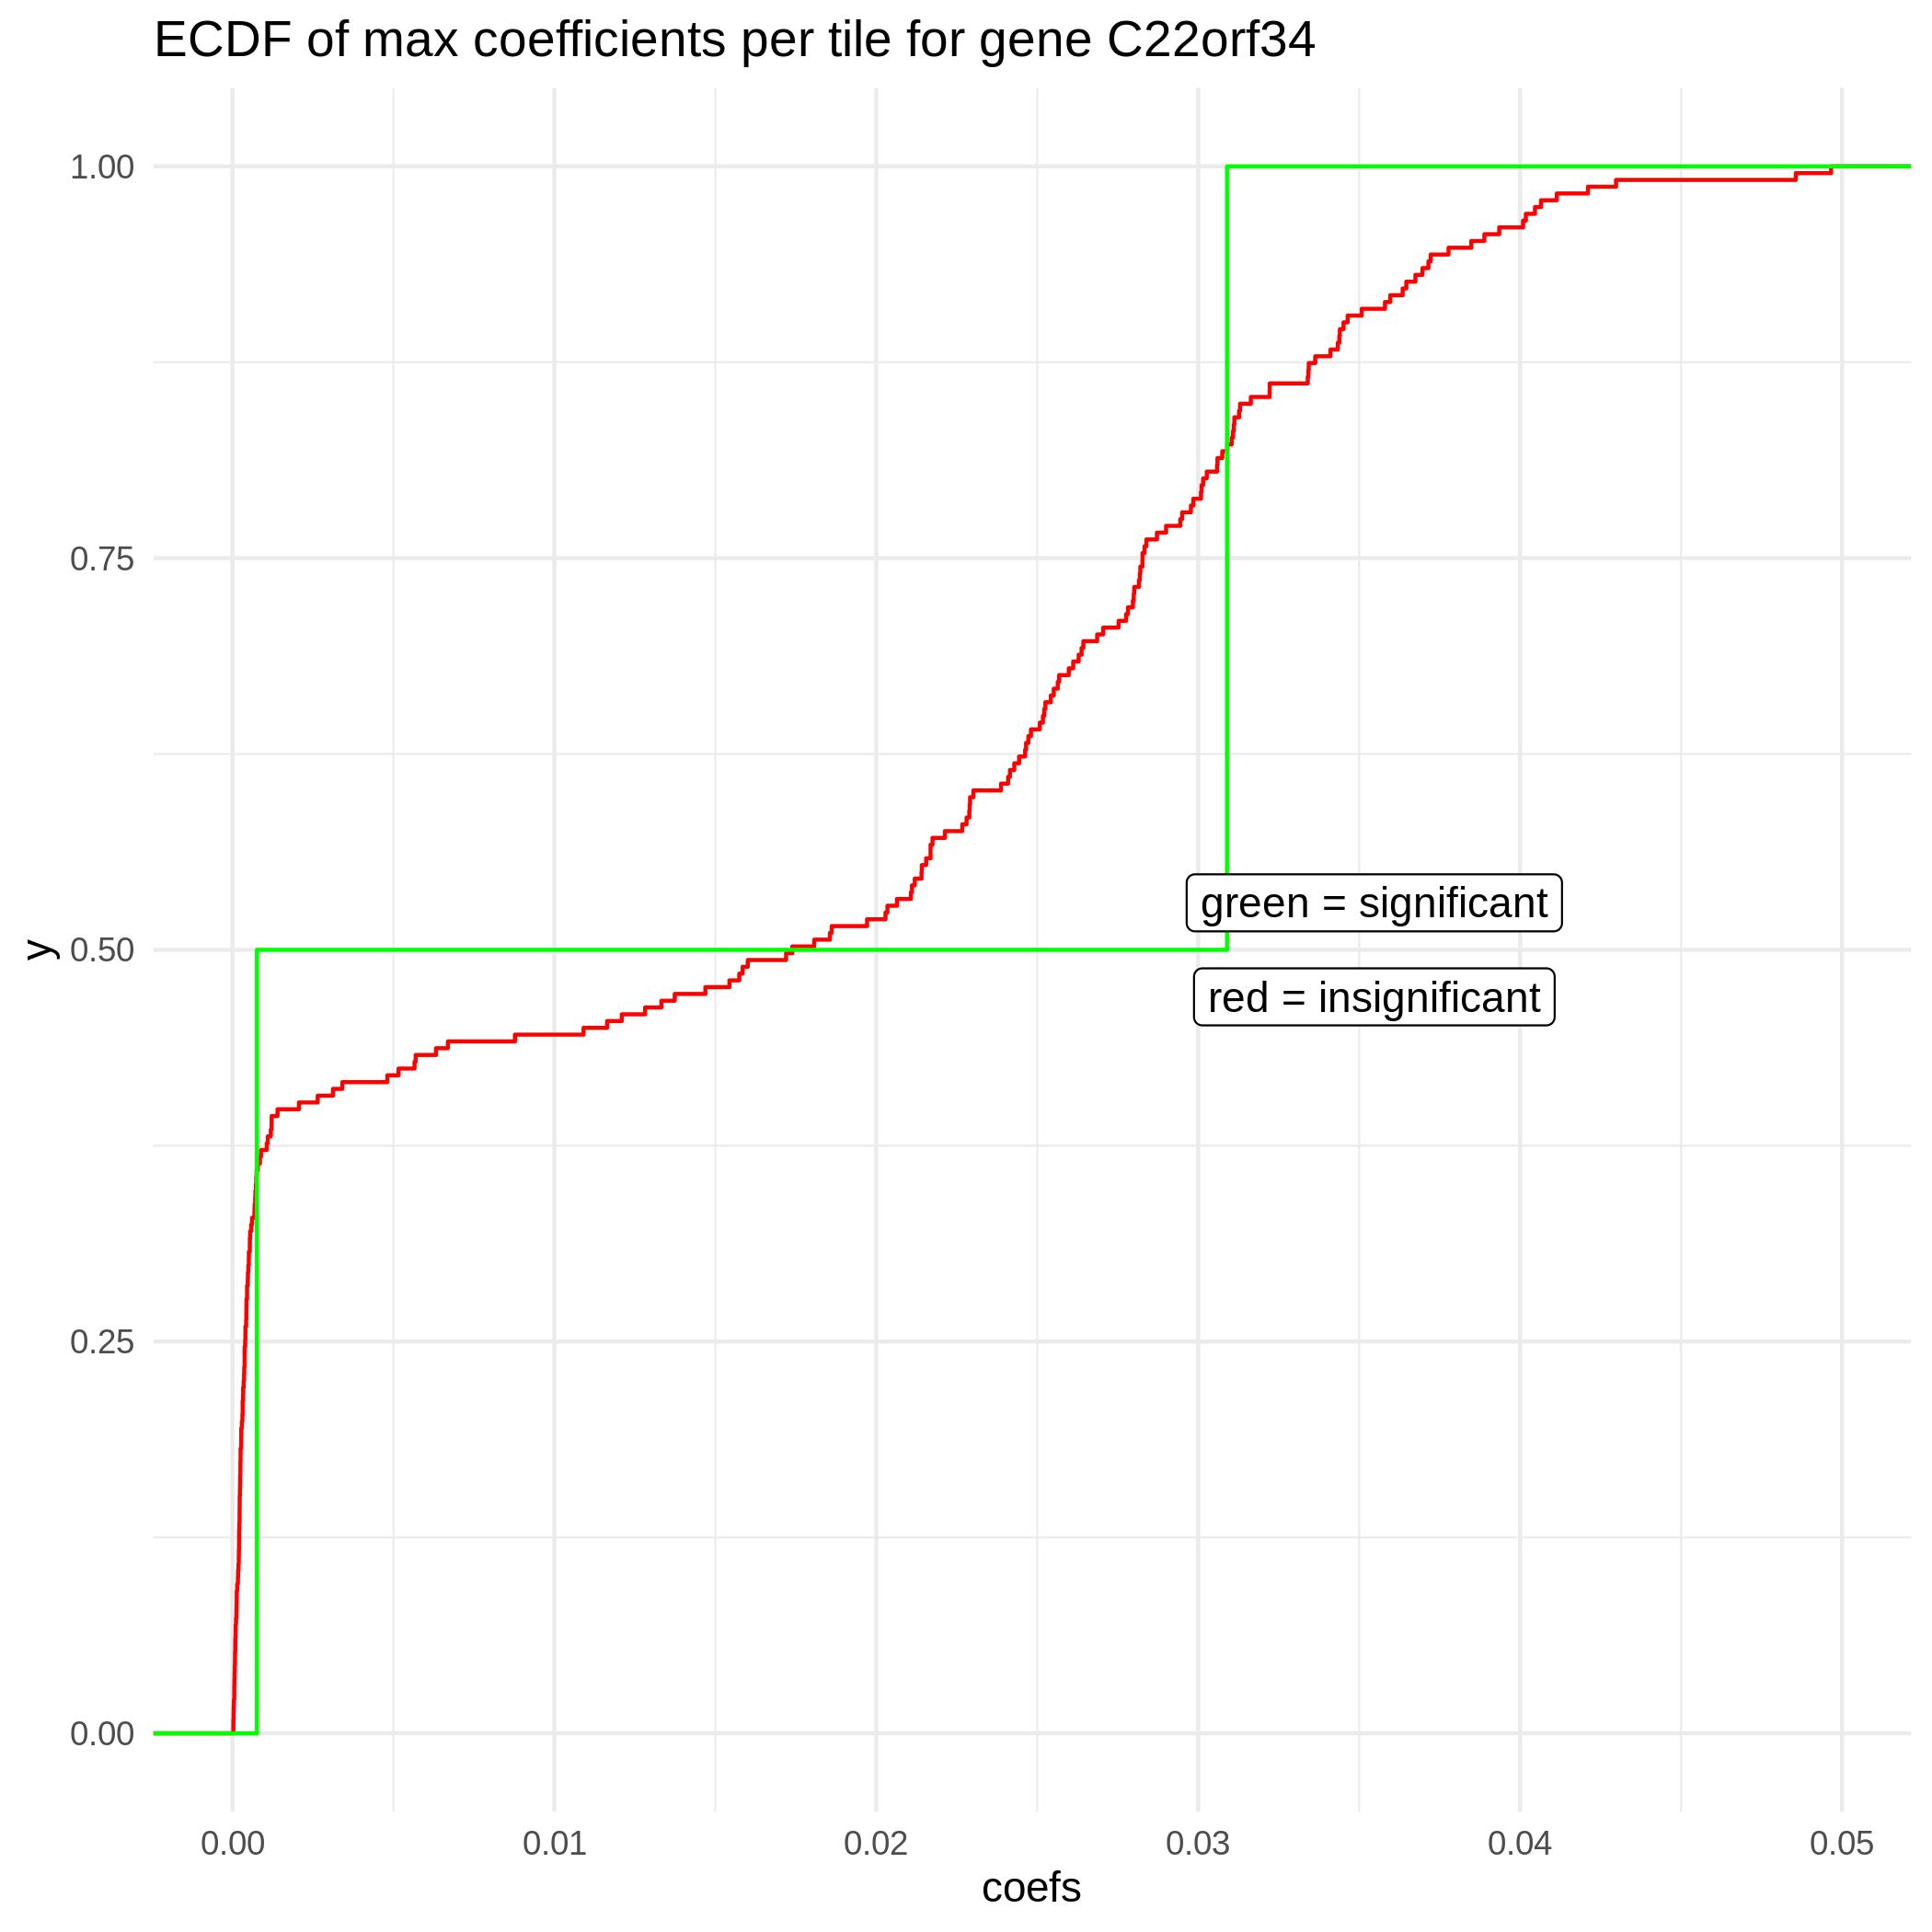 ECDF of max coefficients per tile for gene C22orf34
1.00
0.75
0.50
0.25
0.00
y
green = significant
red = insignificant
0.00 0.01 0.02 0.03 0.04 0.05
coefs